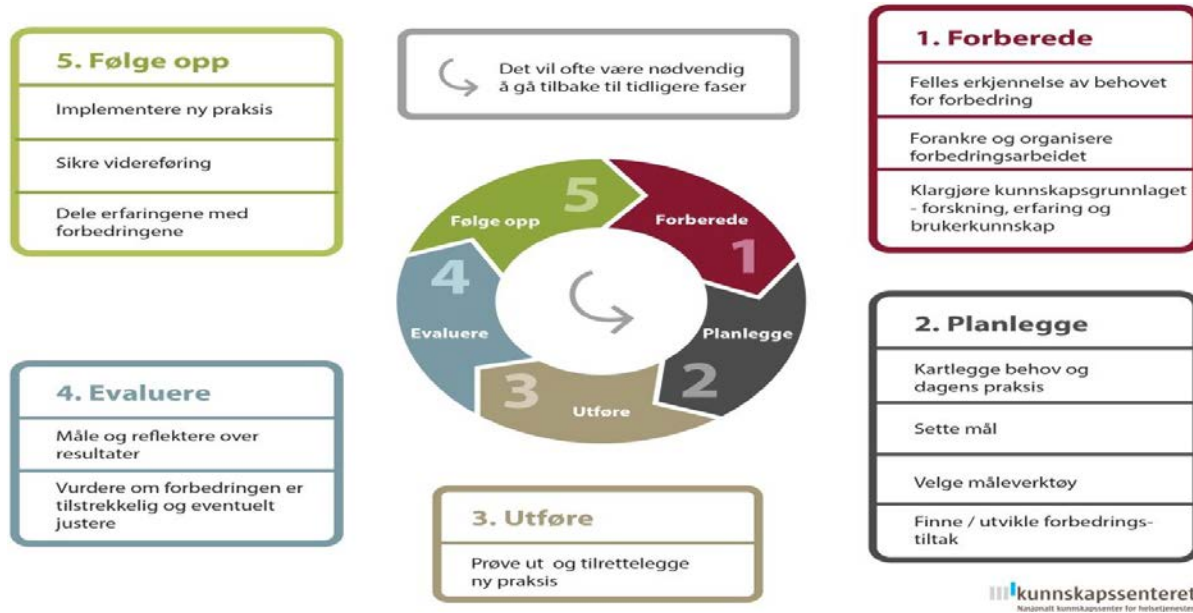 5. Følge opp
Implementere ny praksis
Sikre videreføring
Dele erfaringene med
forbedringene
Det vil ofte være nødvendig
å gå tilbake til tidligere faser
1. Forberede
Felles erkjennelse av behovet
for forbedring
Forankre og organisere
forbedringsarbeidet
Klargjøre kunnskapsgrunnlaget
- forskning, erfaring og
brukerkunnskap
5
Følge opp
Forberede
1
4
Evaluere
Planlegge
2
3
Utføre
2. Planlegge
Kartlegge behov og
dagens praksis
Sette mål
Velge måleverktøy
Finne / utvikle forbedrings-
tiltak
4. Evaluere
Måle og reflektere over
resultater
Vurdere om forbedringen er
tilstrekkelig og eventuelt
justere
3. Utføre
Prøve ut og tilrettelegge
ny praksis
kunnskapssenteret
Nasjonalt kunnskapssenter for helsetjenesten